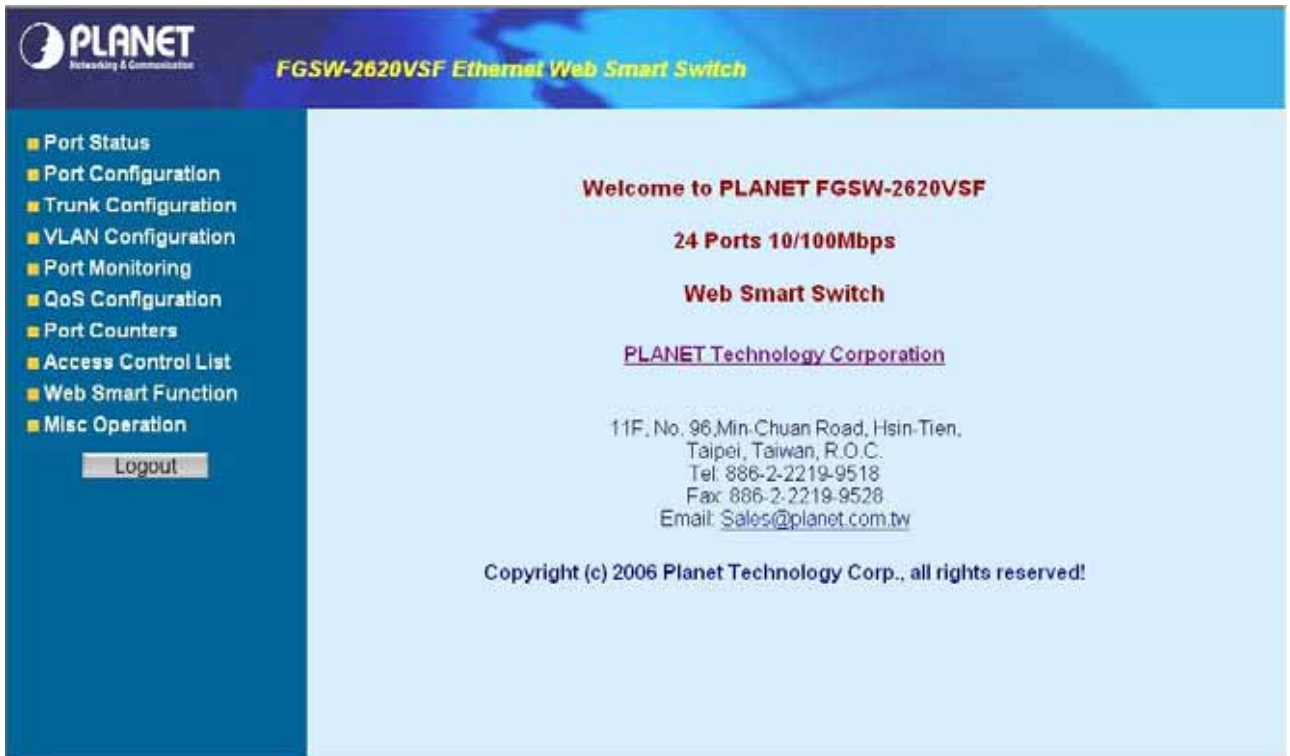 PLANET
Networking & Communication
FGSW-2620VSF Ethernet Web Smart Switch
Port Status
Port Configuration
Trunk Configuration
VLAN Configuration
Port Monitoring
QoS Configuration
Port Counters
Access Control List
Web Smart Function
Misc Operation
Logout
Welcome to PLANET FGSW-2620VSF
24 Ports 10/100Mbps
Web Smart Switch
PLANET Technology Corporation
11F, No. 96,Min-Chuan Road, Hsin-Tien,
Taipei, Taiwan, R.O.C.
Tel: 886-2-2219-9518
Fax: 886-2-2219-9528
Email: Sales@planet.com.tw
Copyright (c) 2006 Planet Technology Corp., all rights reserved!